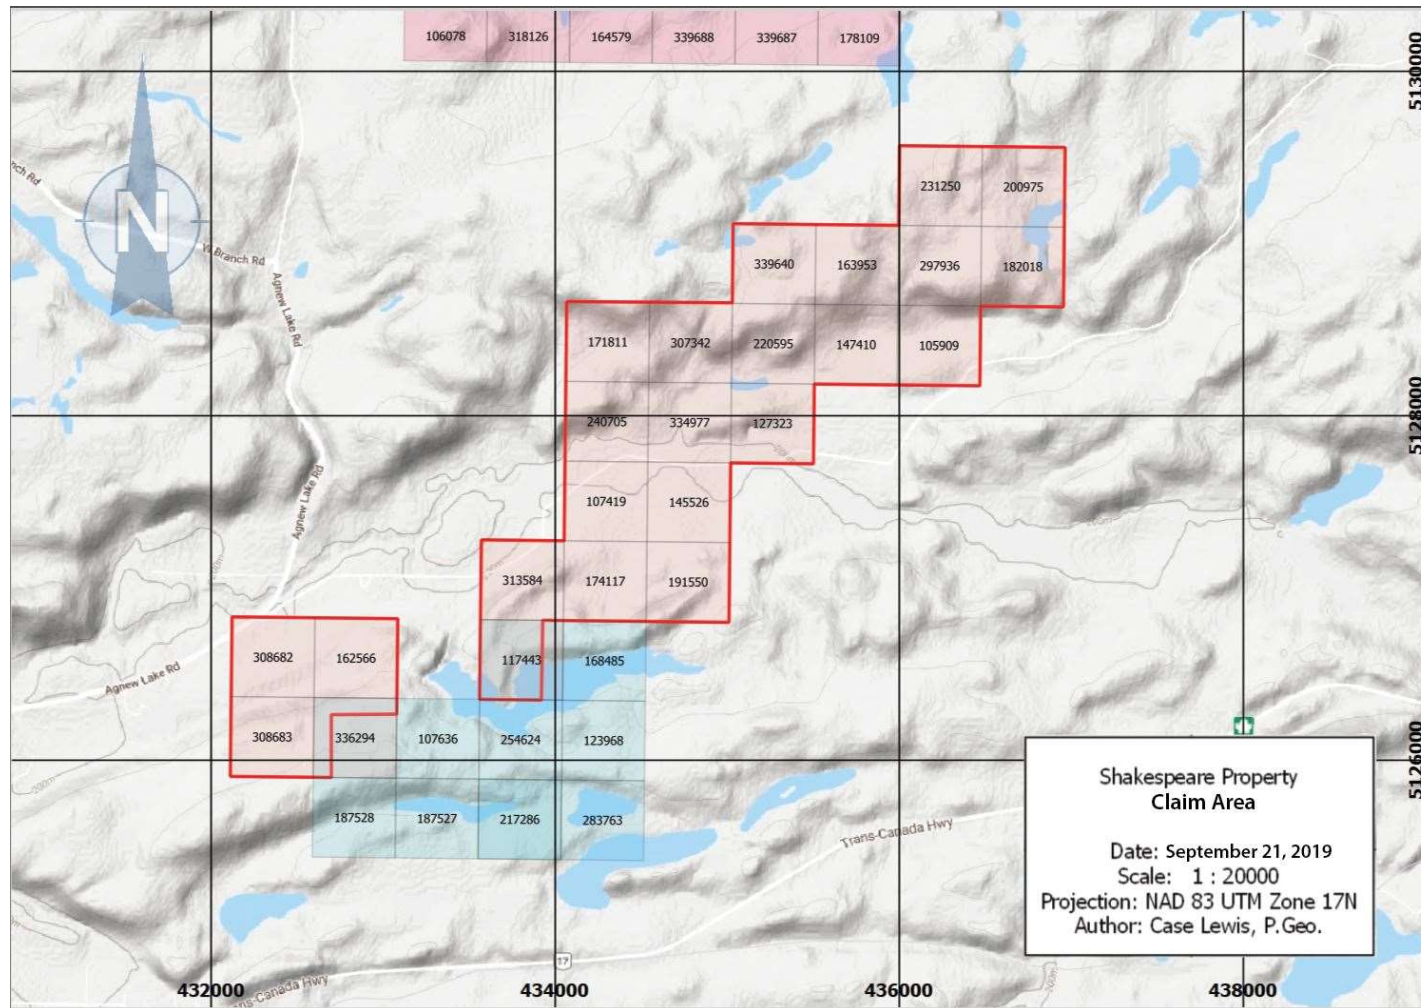 106078 318126 164579 339688 339687 178109
5130000
N
Branch Rd
Agnew Lake Rd
231250 200975
339640 163953 297936 182018
171811 307342 220595 147410 105909
5128000
240705 334977 127323
Agnew Lake Rd
107419 145526
313584 174117 191550
308682 162566 117443 168485
Agnew Lake Rd
308683 336294 107636 254624 123968
5126000
200m
187528 187527 217286 283763
Trans-Canada Hwy
Shakespeare Property
Claim Area
Date: September 21, 2019
Scale: 1 : 20000
Projection: NAD 83 UTM Zone 17N
Author: Case Lewis, P.Geo.
17
Trans-Canada Hwy
432000 434000 436000 438000